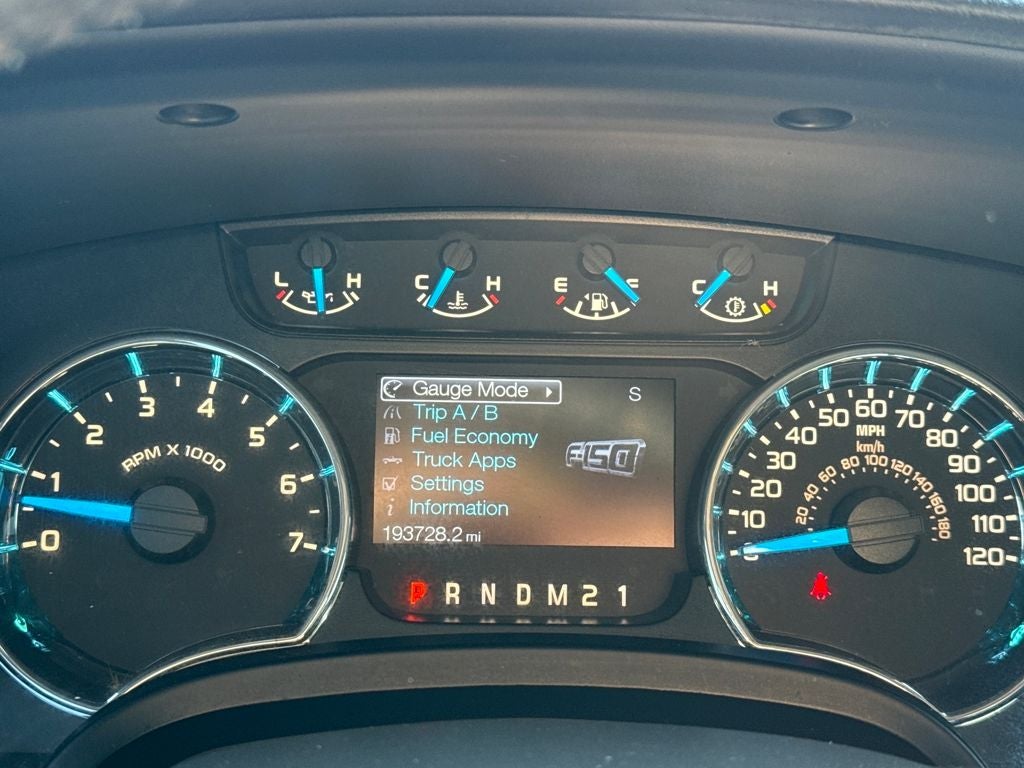 L H
C H
E F
C H
0 1 2 3 4 5 6 7
RPM X 1000
Gauge Mode
S
Trip A / B
Fuel Economy
Truck Apps
Settings
Information
193728.2 mi
F150
P R N D M 2 1
10 20 30 40 50 60 70 80 90 100 110 120
MPH
km/h
20 40 60 80 100 120 140 160 180